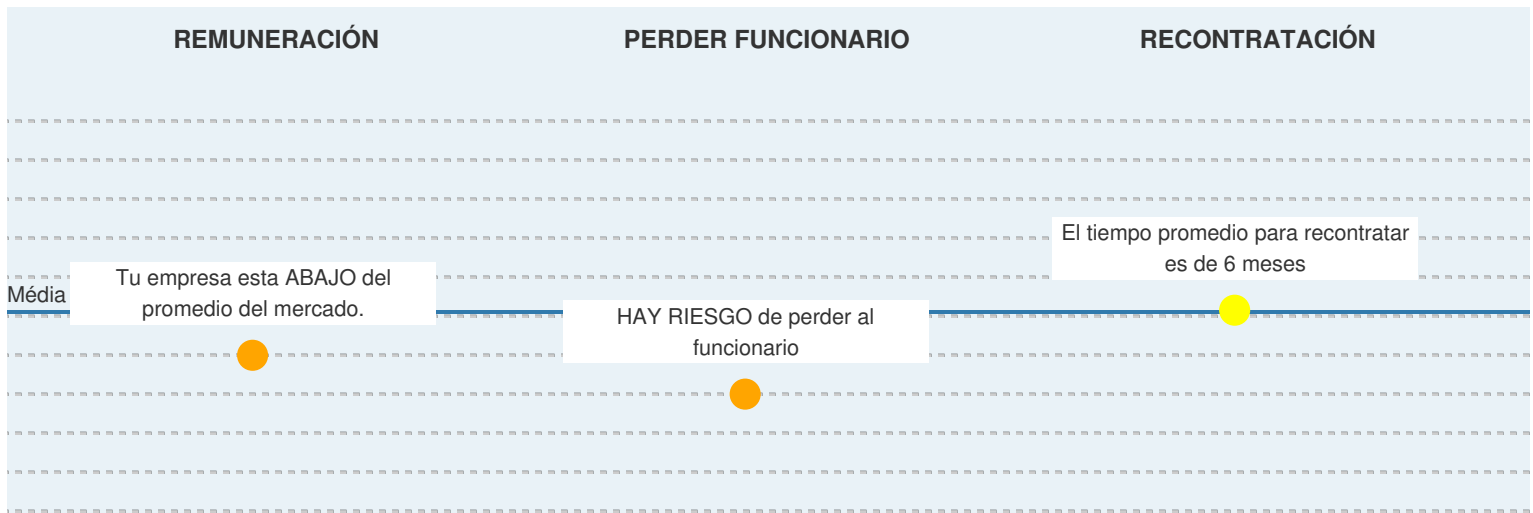 REMUNERACIÓN
PERDER FUNCIONARIO
RECONTRATACIÓN
El tiempo promedio para recontratar
es de 6 meses
Média
Tu empresa esta ABAJO del
promedio del mercado.
HAY RIESGO de perder al
funcionario